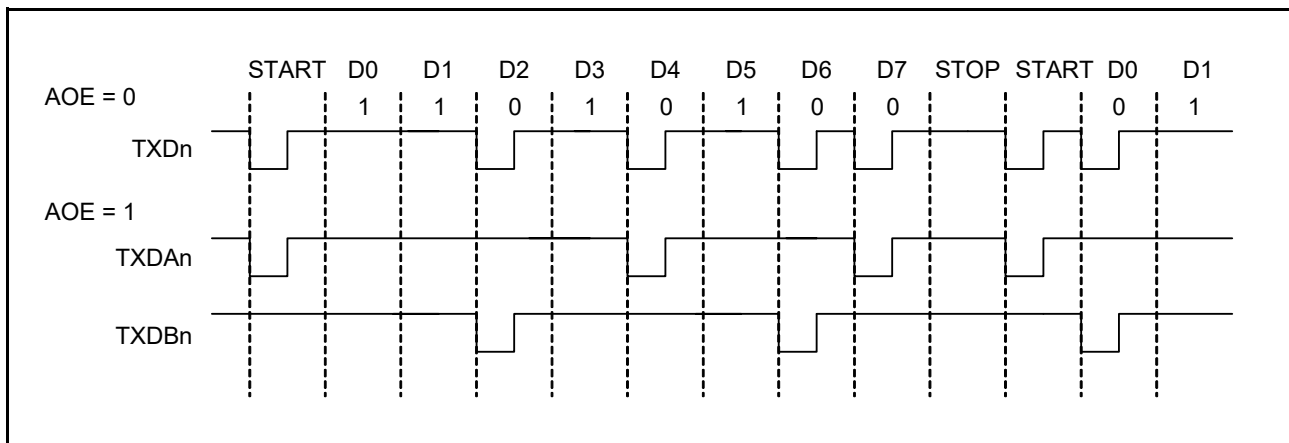 START D0 D1 D2 D3 D4 D5 D6 D7 STOP START D0 D1
AOE = 0 1 1 0 1 0 1 0 0 0 1
TXDn
AOE = 1
TXDAn
TXDBn